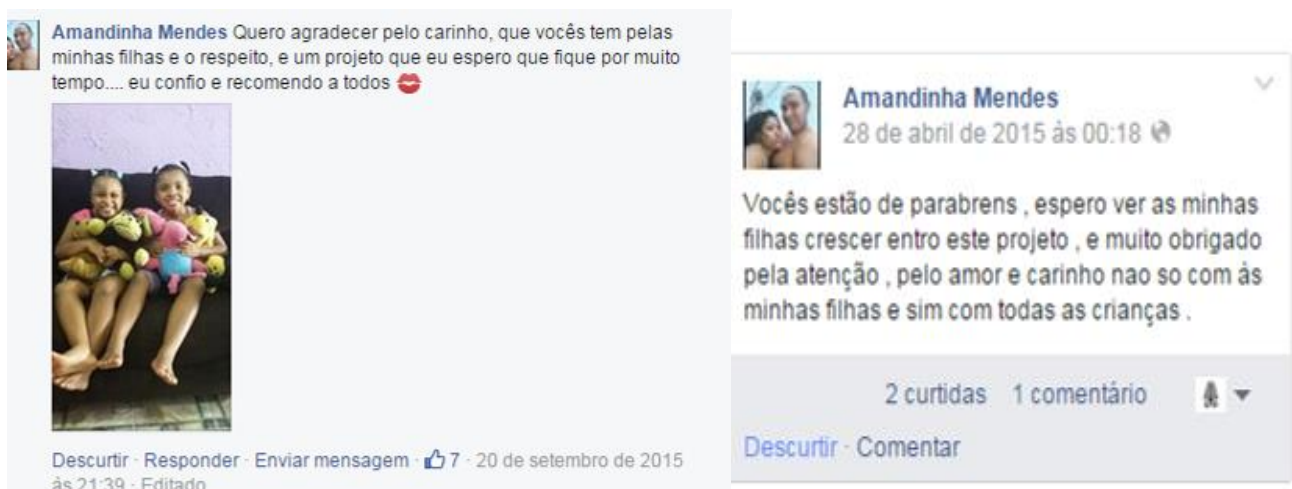 Amandinha Mendes Quero agradecer pelo carinho, que vocês tem pelas
minhas filhas e o respeito, e um projeto que eu espero que fique por muito
tempo.... eu confio e recomendo a todos
Descurtir · Responder · Enviar mensagem · 7 · 20 de setembro de 2015
às 21:39 · Editado
Amandinha Mendes
28 de abril de 2015 às 00:18
Vocês estão de parabrens , espero ver as minhas
filhas crescer entro este projeto , e muito obrigado
pela atenção , pelo amor e carinho nao so com às
minhas filhas e sim com todas as crianças .
2 curtidas 1 comentário
Descurtir · Comentar